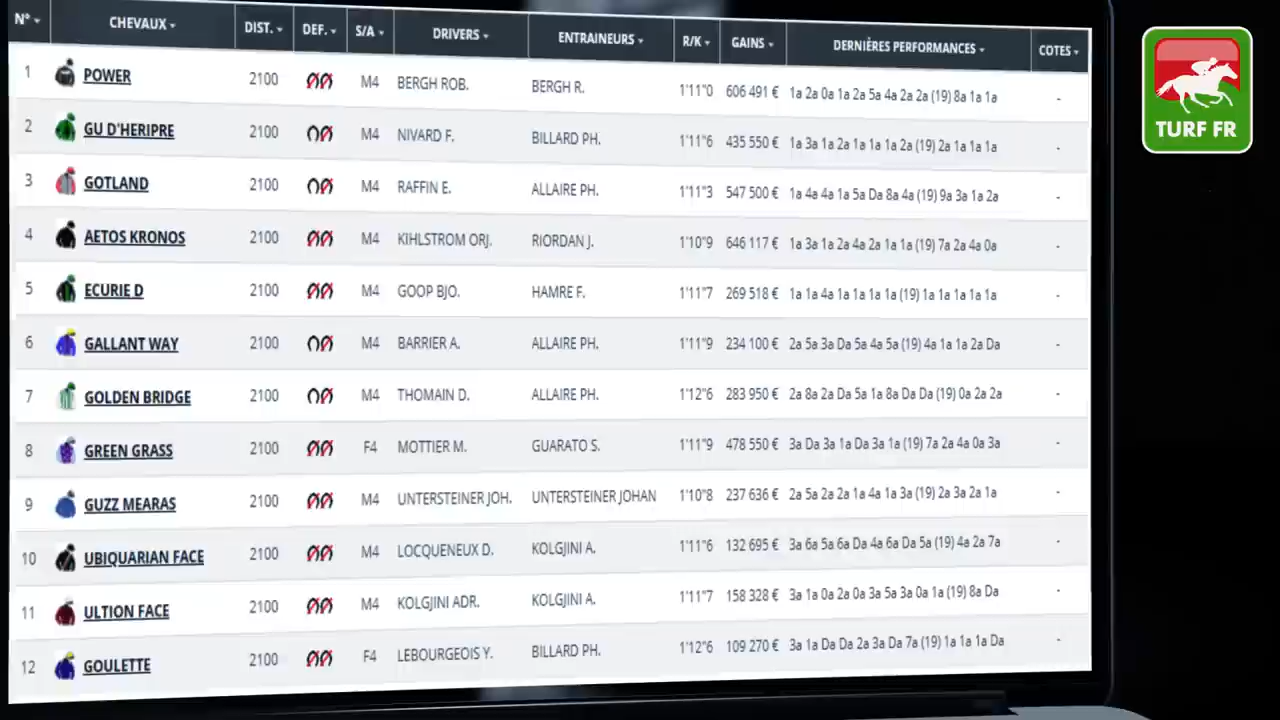 N° CHEVAUX DIST. DEF. S/A DRIVERS ENTRAINEURS R/K GAINS DERNIÈRES PERFORMANCES COTES
1 POWER 2100 M4 BERGH ROB. BERGH R. 1'11"0 606 491 € 1a 2a 0a 1a 2a 5a 4a 2a 2a (19) 8a 1a 1a -
2 GU D'HERIPRE 2100 M4 NIVARD F. BILLARD PH. 1'11"6 435 550 € 1a 3a 1a 2a 1a 1a 1a 2a (19) 2a 1a 1a 1a -
3 GOTLAND 2100 M4 RAFFIN E. ALLAIRE PH. 1'11"3 547 500 € 1a 4a 4a 1a 5a Da 8a 4a (19) 9a 3a 1a 2a -
4 AETOS KRONOS 2100 M4 KIHLSTROM ORJ. RIORDAN J. 1'10"9 646 117 € 1a 3a 1a 2a 4a 2a 1a 1a (19) 7a 2a 4a 0a -
5 ECURIE D 2100 M4 GOOP BJO. HAMRE F. 1'11"7 269 518 € 1a 1a 4a 1a 1a 1a 1a (19) 1a 1a 1a 1a 1a -
6 GALLANT WAY 2100 M4 BARRIER A. ALLAIRE PH. 1'11"9 234 100 € 2a 5a 3a Da 5a 4a 5a (19) 4a 1a 1a 2a Da -
7 GOLDEN BRIDGE 2100 M4 THOMAIN D. ALLAIRE PH. 1'12"6 283 950 € 2a 8a 2a Da 5a 1a 8a Da Da (19) 0a 2a 2a -
8 GREEN GRASS 2100 F4 MOTTIER M. GUARATO S. 1'11"9 478 550 € 3a Da 3a 1a Da 3a 1a (19) 7a 2a 4a 0a 3a -
9 GUZZ MEARAS 2100 M4 UNTERSTEINER JOH. UNTERSTEINER JOHAN 1'10"8 237 636 € 2a 5a 2a 2a 1a 4a 1a 3a (19) 2a 3a 2a 1a -
10 UBIQUARIAN FACE 2100 M4 LOCQUENEUX D. KOLGJINI A. 1'11"6 132 695 € 3a 6a 5a 6a Da 4a 6a Da 5a (19) 4a 2a 7a -
11 ULTION FACE 2100 M4 KOLGJINI ADR. KOLGJINI A. 1'11"7 158 328 € 3a 1a 0a 2a 0a 3a 5a 3a 0a 1a (19) 8a Da -
12 GOULETTE 2100 F4 LEBOURGEOIS Y. BILLARD PH. 1'12"6 109 270 € 3a 1a Da Da 2a 3a Da 7a (19) 1a 1a 1a Da -
TURF FR